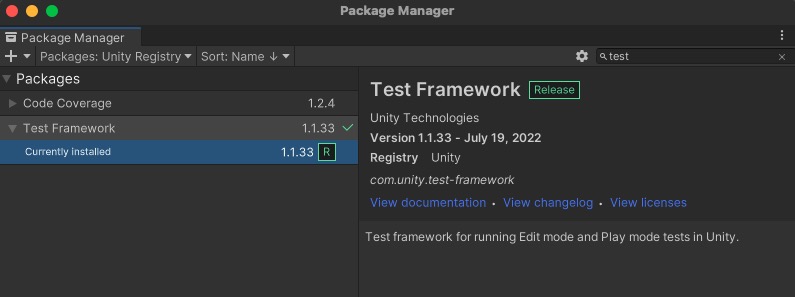 Package Manager
Package Manager
Packages: Unity Registry Sort: Name ↓ test
Packages
Code Coverage 1.2.4
Test Framework 1.1.33
Currently installed 1.1.33 R
Test Framework Release
Unity Technologies
Version 1.1.33 - July 19, 2022
Registry Unity
com.unity.test-framework
View documentation • View changelog • View licenses
Test framework for running Edit mode and Play mode tests in Unity.